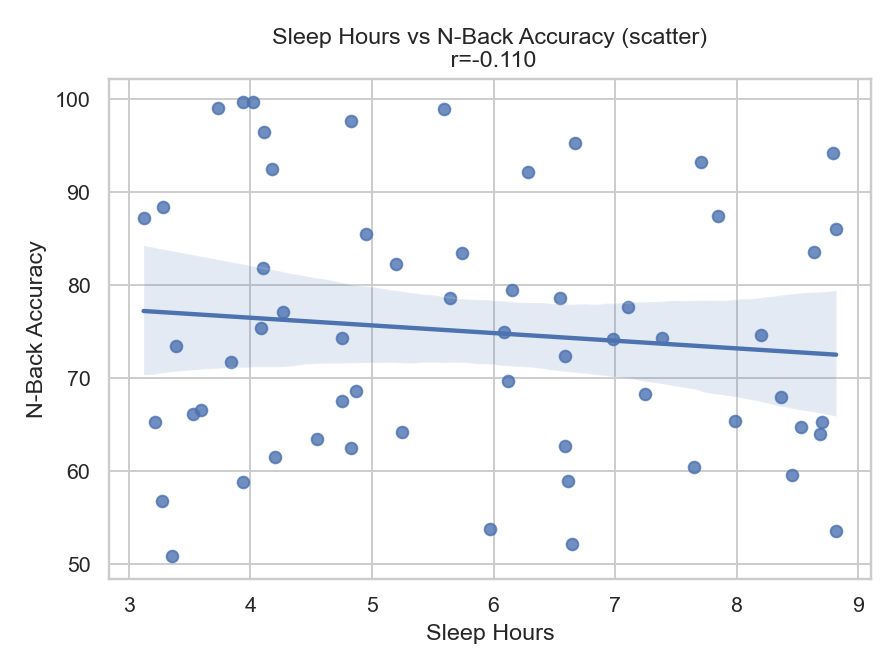 Sleep Hours vs N-Back Accuracy (scatter)
r=-0.110
N-Back Accuracy
100
90
80
70
60
50
3 4 5 6 7 8 9
Sleep Hours